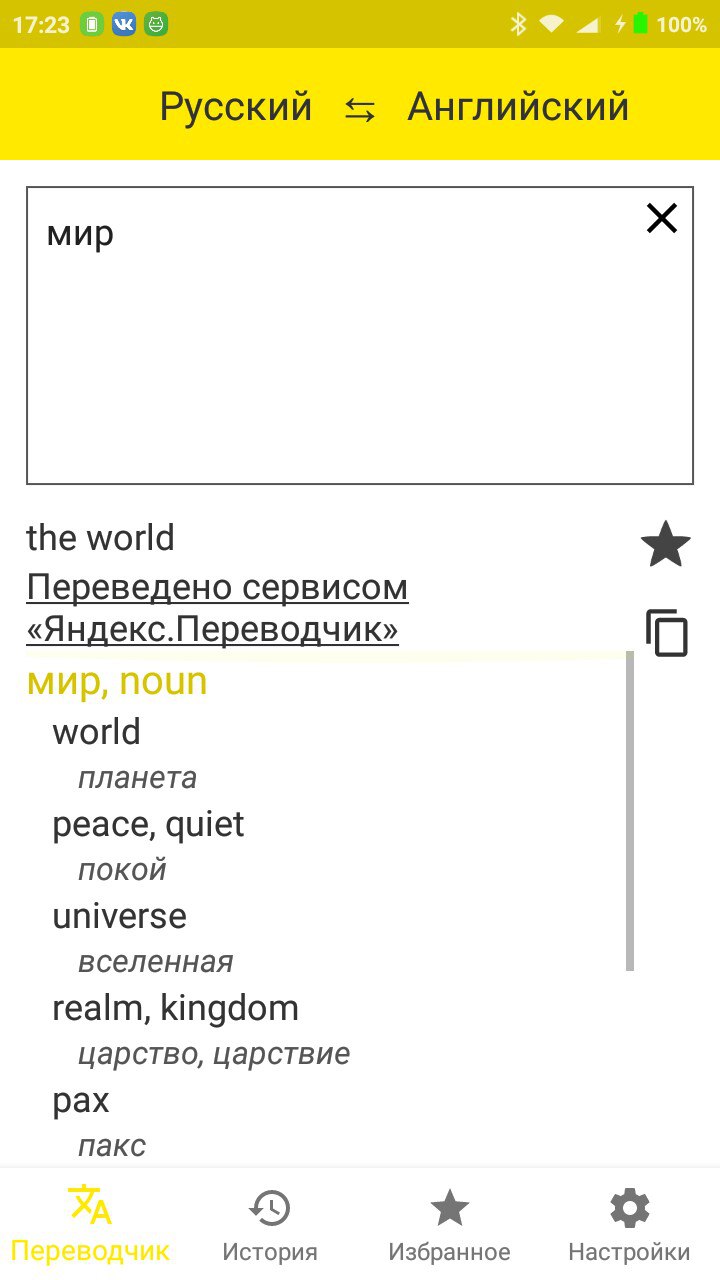 17:23 100%
Русский Английский
мир
the world
Переведено сервисом
«Яндекс.Переводчик»
мир, noun
world
планета
peace, quiet
покой
universe
вселенная
realm, kingdom
царство, царствие
pax
пакс
Переводчик История Избранное Настройки